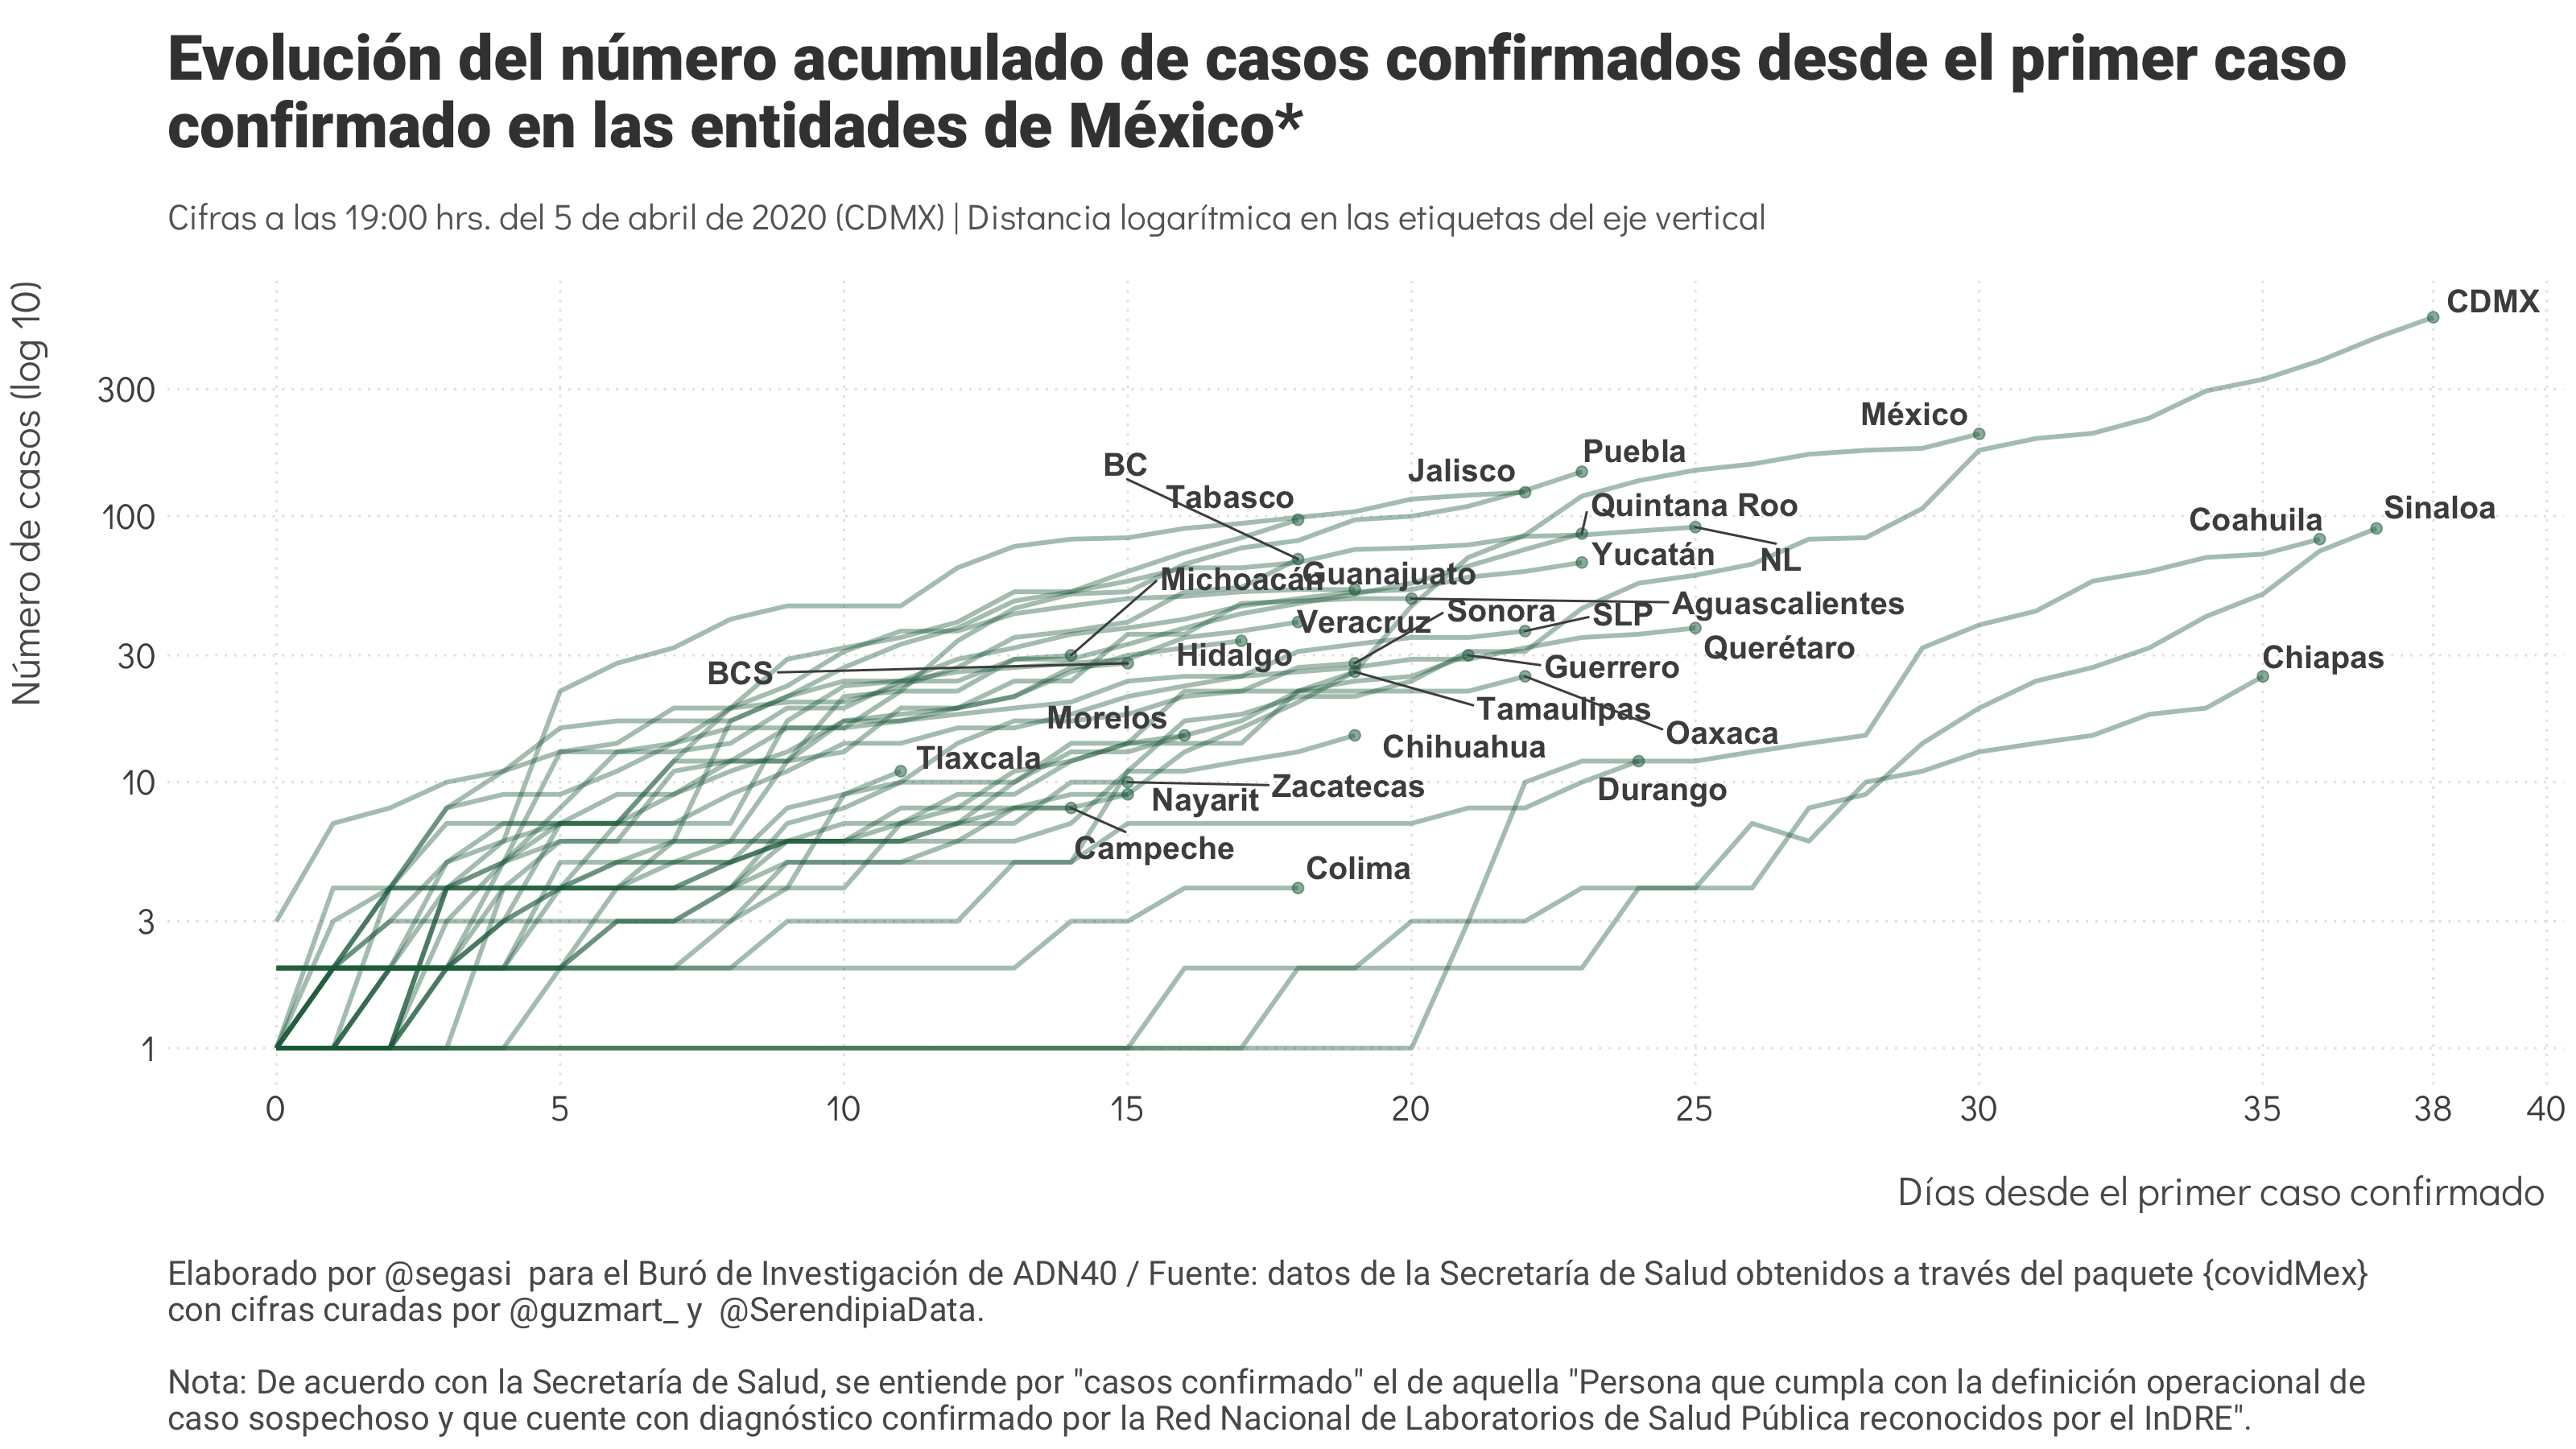 Evolución del número acumulado de casos confirmados desde el primer caso
confirmado en las entidades de México*
Cifras a las 19:00 hrs. del 5 de abril de 2020 (CDMX) | Distancia logarítmica en las etiquetas del eje vertical
Número de casos (log 10)
300
100
30
10
3
1
CDMX
México
Puebla
Jalisco
BC
Tabasco
Quintana Roo
Sinaloa
Coahuila
Yucatán
NL
Michoacán
Guanajuato
Aguascalientes
Sonora
SLP
Veracruz
Querétaro
Hidalgo
Chiapas
Guerrero
BCS
Tamaulipas
Morelos
Oaxaca
Chihuahua
Tlaxcala
Zacatecas
Durango
Nayarit
Campeche
Colima
0
5
10
15
20
25
30
35
38
40
Días desde el primer caso confirmado
Elaborado por @segasi  para el Buró de Investigación de ADN40 / Fuente: datos de la Secretaría de Salud obtenidos a través del paquete {covidMex}
con cifras curadas por @guzmart_ y  @SerendipiaData.
Nota: De acuerdo con la Secretaría de Salud, se entiende por "casos confirmado" el de aquella "Persona que cumpla con la definición operacional de
caso sospechoso y que cuente con diagnóstico confirmado por la Red Nacional de Laboratorios de Salud Pública reconocidos por el InDRE".